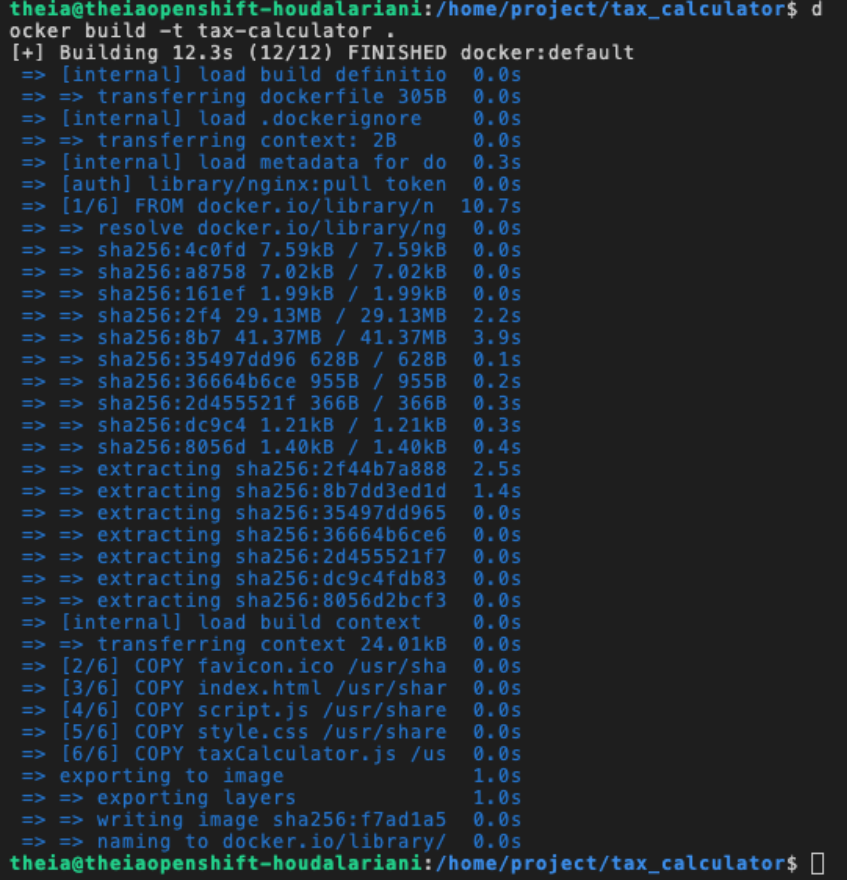 theia@theiaopenshift-houdalariani:/home/project/tax_calculator$ d
ocker build -t tax-calculator .
[+] Building 12.3s (12/12) FINISHED docker:default
=> [internal] load build definitio 0.0s
=> => transferring dockerfile 305B 0.0s
=> [internal] load .dockerignore 0.0s
=> => transferring context: 2B 0.0s
=> [internal] load metadata for do 0.3s
=> [auth] library/nginx:pull token 0.0s
=> [1/6] FROM docker.io/library/n 10.7s
=> => resolve docker.io/library/ng 0.0s
=> => sha256:4c0fd 7.59kB / 7.59kB 0.0s
=> => sha256:a8758 7.02kB / 7.02kB 0.0s
=> => sha256:161ef 1.99kB / 1.99kB 0.0s
=> => sha256:2f4 29.13MB / 29.13MB 2.2s
=> => sha256:8b7 41.37MB / 41.37MB 3.9s
=> => sha256:35497dd96 628B / 628B 0.1s
=> => sha256:36664b6ce 955B / 955B 0.2s
=> => sha256:2d455521f 366B / 366B 0.3s
=> => sha256:dc9c4 1.21kB / 1.21kB 0.3s
=> => sha256:8056d 1.40kB / 1.40kB 0.4s
=> => extracting sha256:2f44b7a888 2.5s
=> => extracting sha256:8b7dd3ed1d 1.4s
=> => extracting sha256:35497dd965 0.0s
=> => extracting sha256:36664b6ce6 0.0s
=> => extracting sha256:2d455521f7 0.0s
=> => extracting sha256:dc9c4fdb83 0.0s
=> => extracting sha256:8056d2bcf3 0.0s
=> [internal] load build context 0.0s
=> => transferring context 24.01kB 0.0s
=> [2/6] COPY favicon.ico /usr/sha 0.0s
=> [3/6] COPY index.html /usr/shar 0.0s
=> [4/6] COPY script.js /usr/share 0.0s
=> [5/6] COPY style.css /usr/share 0.0s
=> [6/6] COPY taxCalculator.js /us 0.0s
=> exporting to image 1.0s
=> => exporting layers 1.0s
=> => writing image sha256:f7ad1a5 0.0s
=> => naming to docker.io/library/ 0.0s
theia@theiaopenshift-houdalariani:/home/project/tax_calculator$